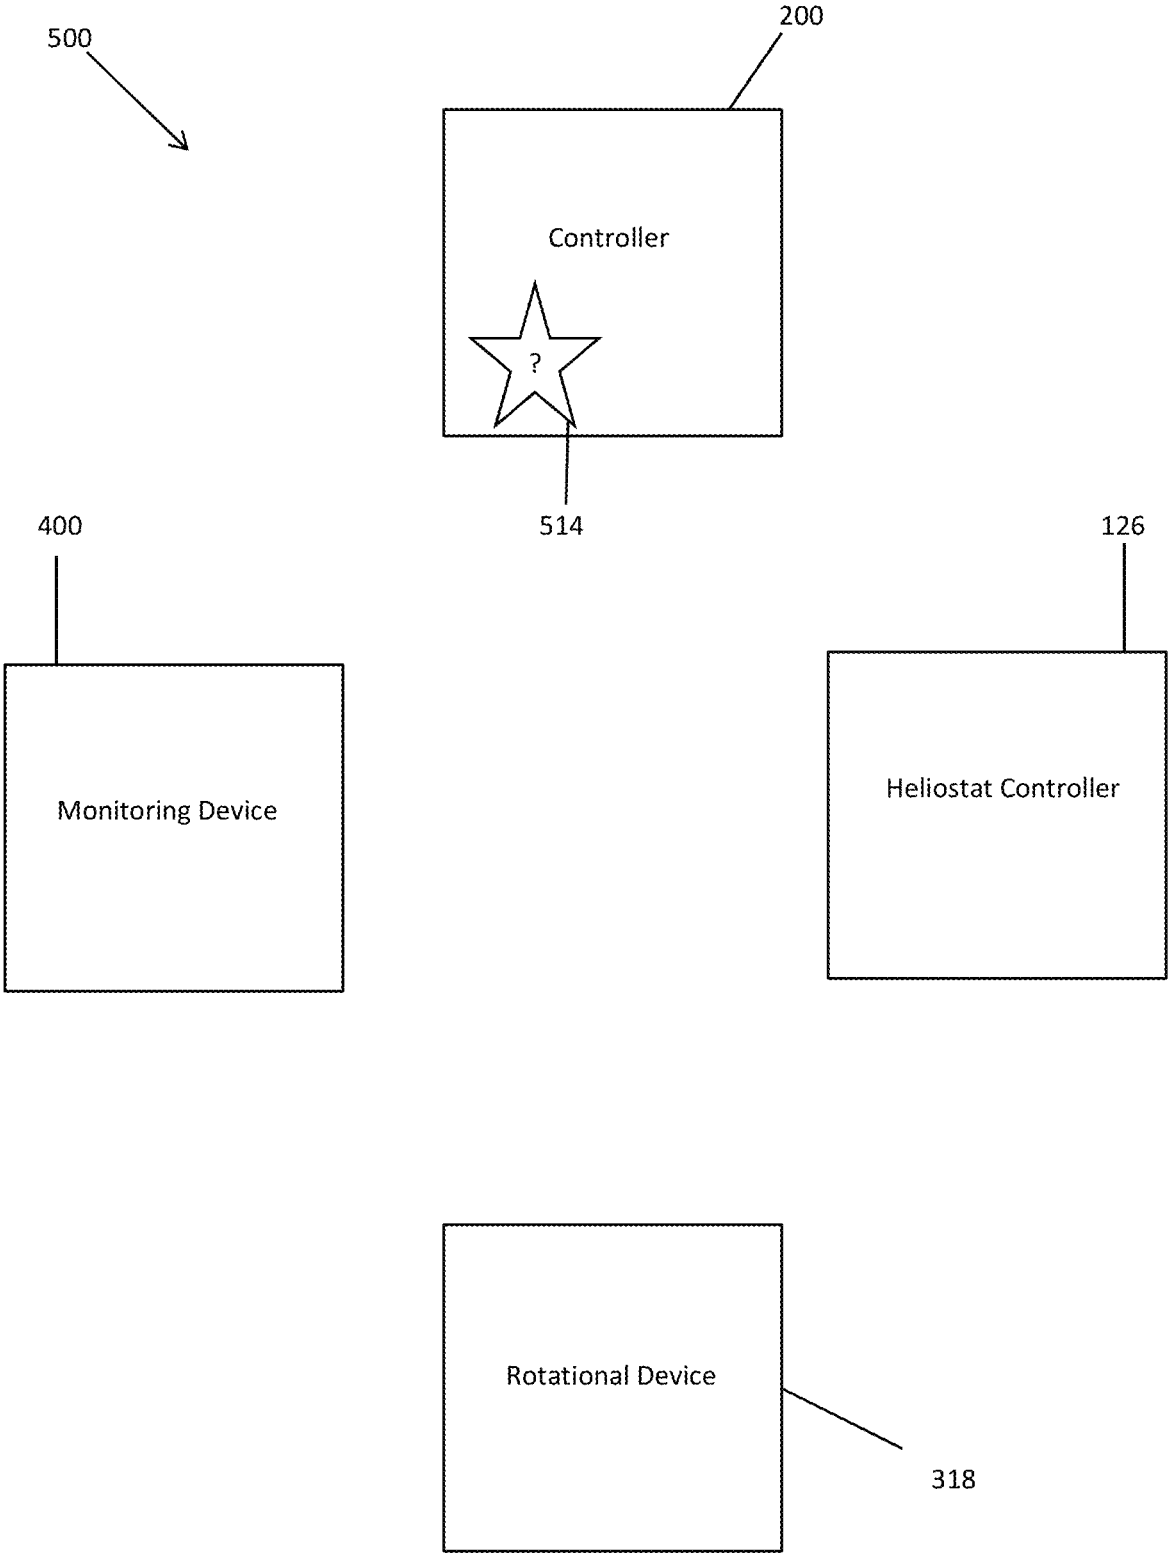 500
200
Controller
?
514
400
126
Monitoring Device
Heliostat Controller
Rotational Device
318